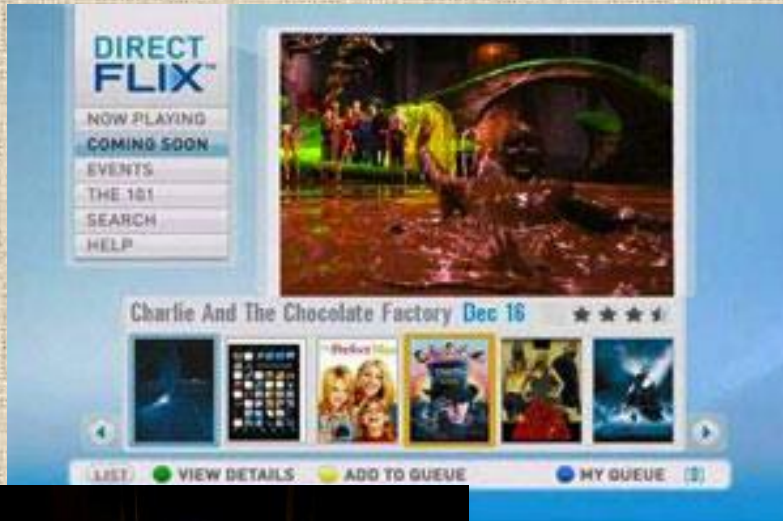 DIRECT
FLIX™
NOW PLAYING
COMING SOON
EVENTS
THE 101
SEARCH
HELP
Charlie And The Chocolate Factory Dec 16
LIST VIEW DETAILS ADD TO QUEUE MY QUEUE